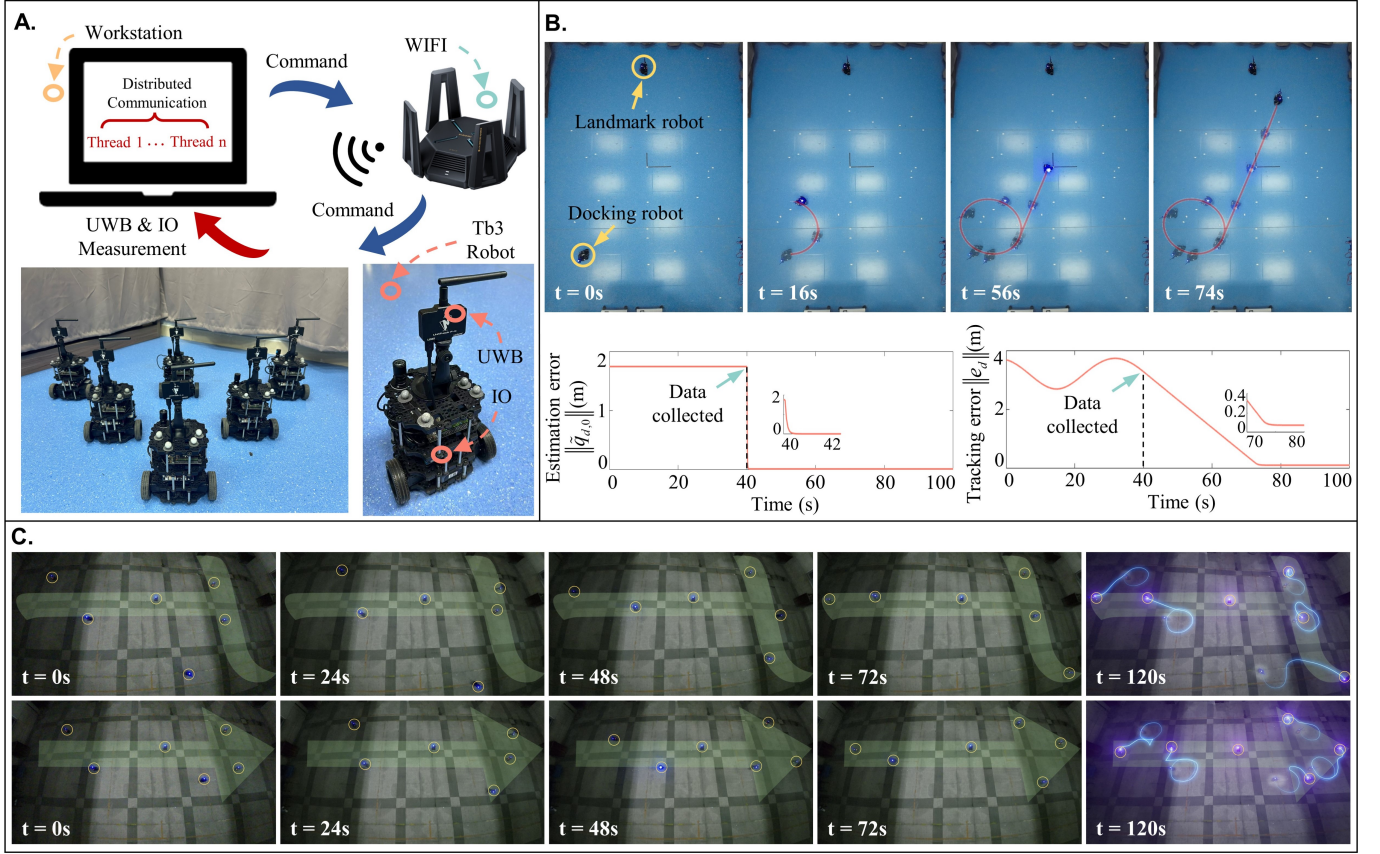 A.
Workstation
Distributed
Communication
Thread 1 … Thread n
Command
WIFI
Command
UWB & IO
Measurement
Tb3
Robot
UWB
IO
B.
Landmark robot
Docking robot
t = 0s
t = 16s
t = 56s
t = 74s
Estimation error
‖q̃d,0‖(m)
2
1
0
Data
collected
2
0
40 42
0 20 40 60 80 100
Time (s)
Tracking error ‖ed‖(m)
4
2
0
Data
collected
0.4
0.2
0
70 80
0 20 40 60 80 100
Time (s)
C.
t = 0s
t = 24s
t = 48s
t = 72s
t = 120s
t = 0s
t = 24s
t = 48s
t = 72s
t = 120s